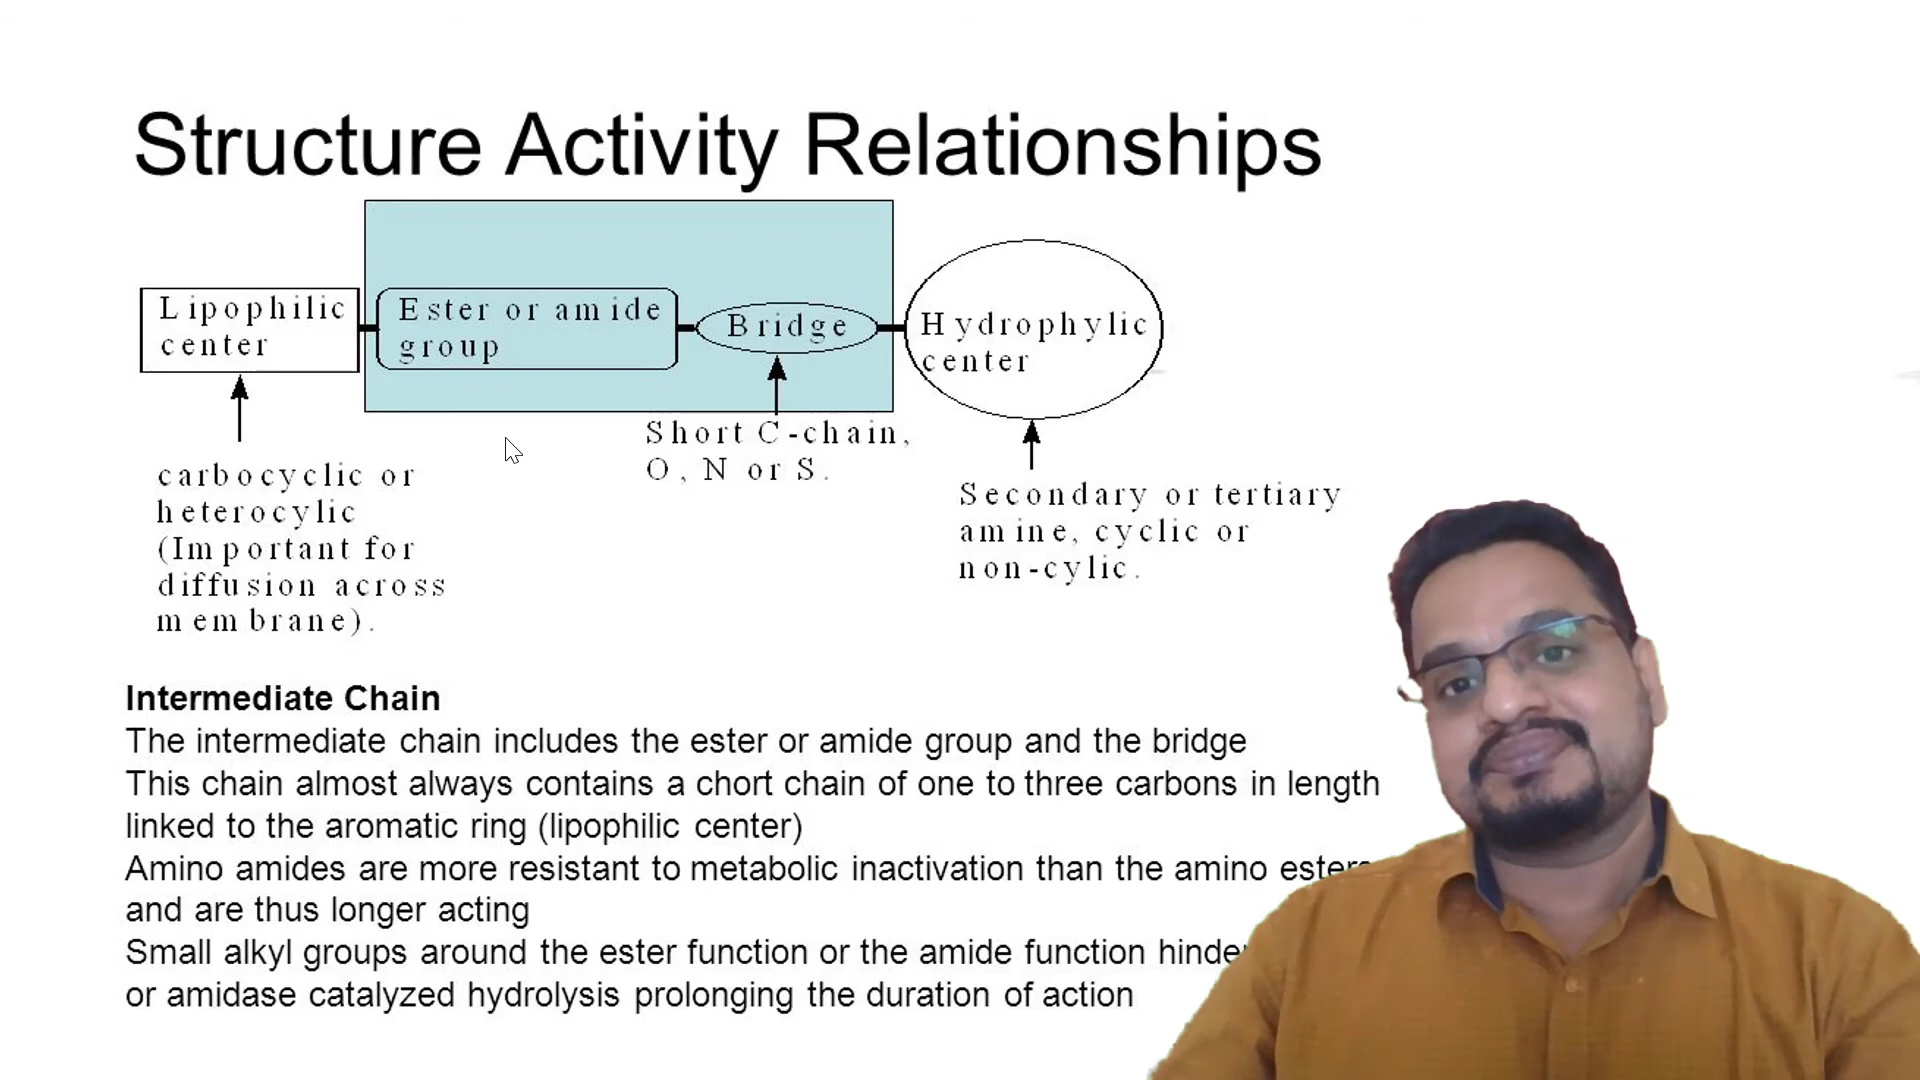 Structure Activity Relationships
Lipophilic
center
Ester or amide
group
Bridge
Hydrophylic
center
carbocyclic or
heterocylic
(Important for
diffusion across
membrane).
Short C-chain,
O, N or S.
Secondary or tertiary
amine, cyclic or
non-cylic.
Intermediate Chain
The intermediate chain includes the ester or amide group and the bridge
This chain almost always contains a chort chain of one to three carbons in length
linked to the aromatic ring (lipophilic center)
Amino amides are more resistant to metabolic inactivation than the amino esters
and are thus longer acting
Small alkyl groups around the ester function or the amide function
or amidase catalyzed hydrolysis prolonging the duration of action